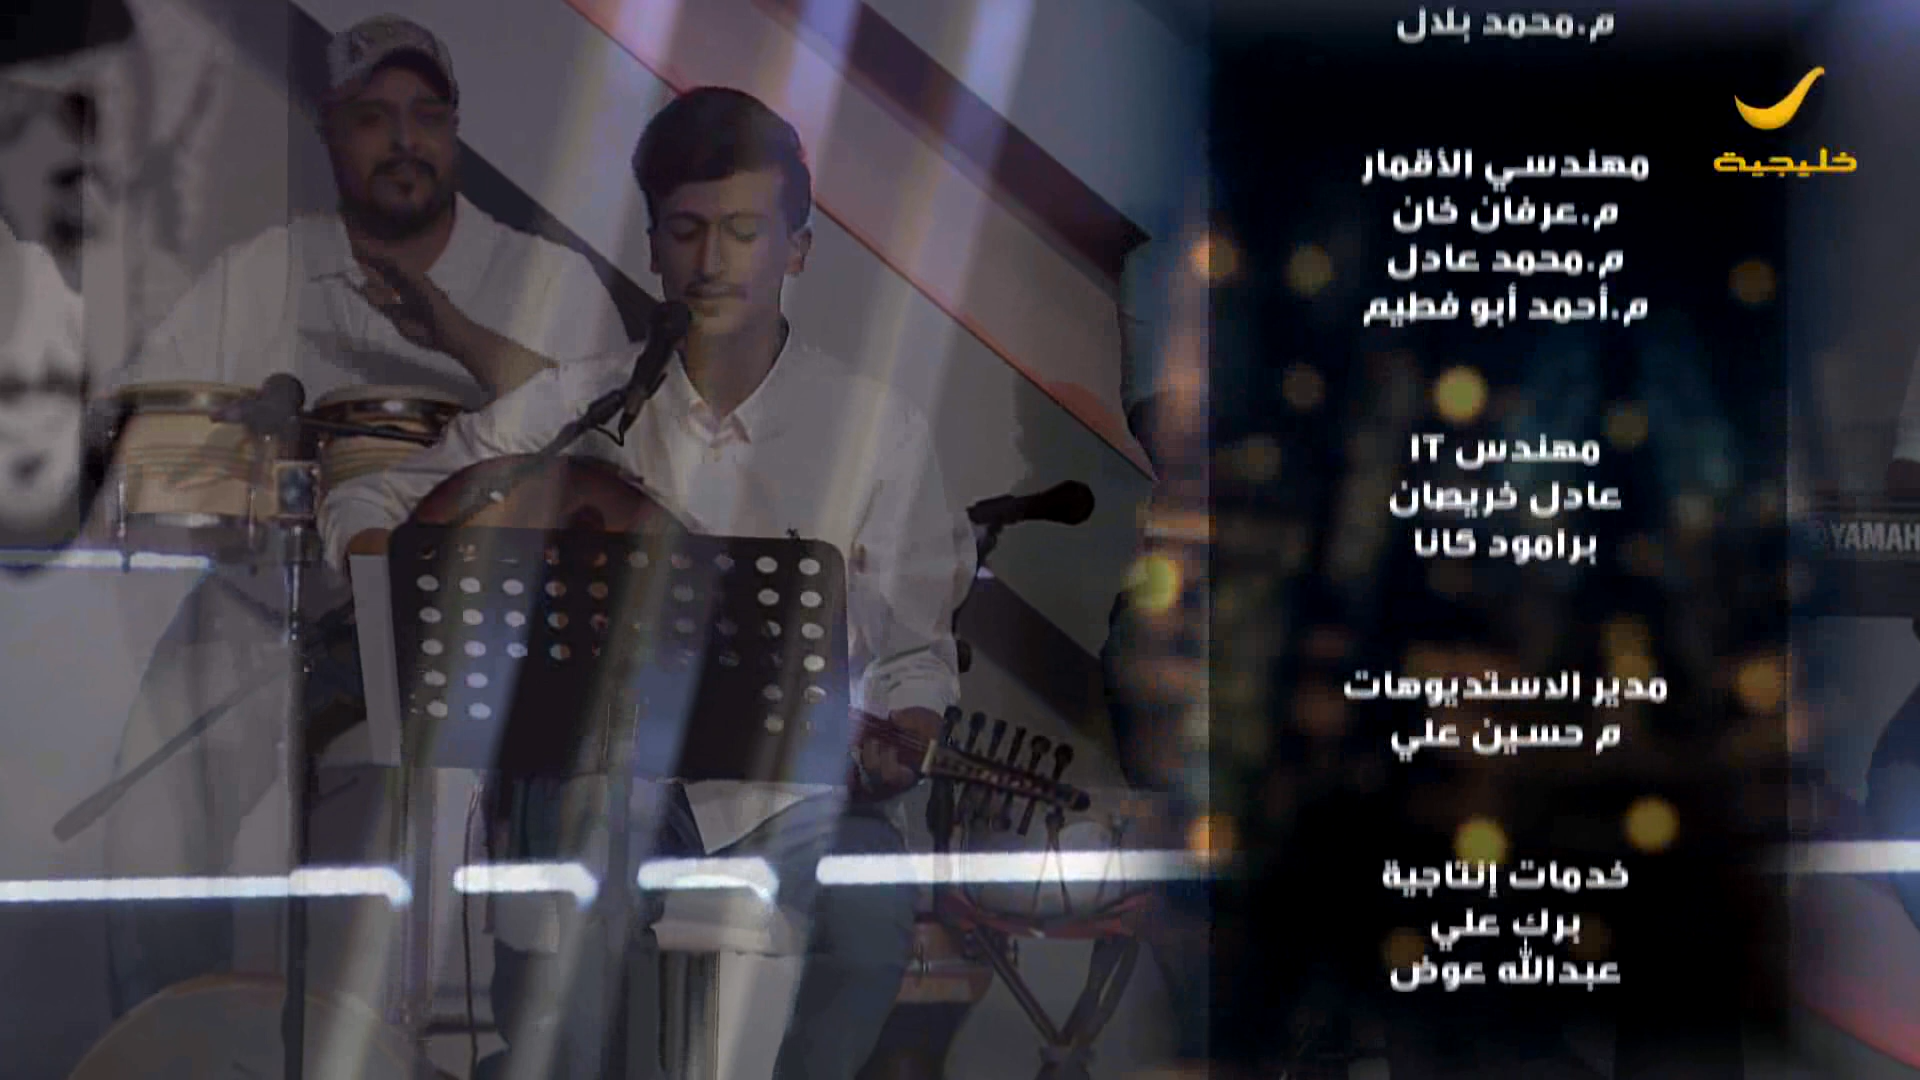 م.محمد بلال
خليجية
مهندسي الأقمار
م.عرفان خان
م.محمد عادل
م.أحمد أبو فطيم
مهندس IT
عادل خريصان
برامود كانا
YAMAH
مدير الاستديوهات
م حسين علي
خدمات إنتاجية
برك علي
عبدالله عوض